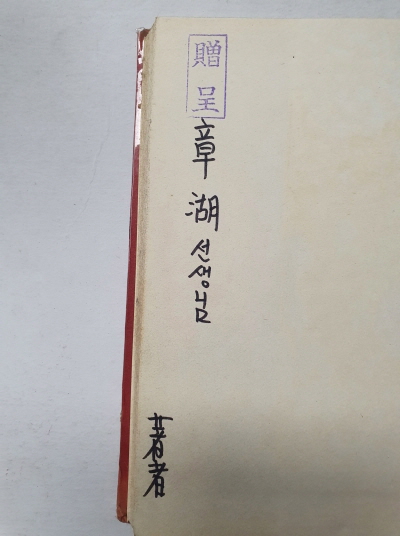 贈呈
章湖 선생님
著者